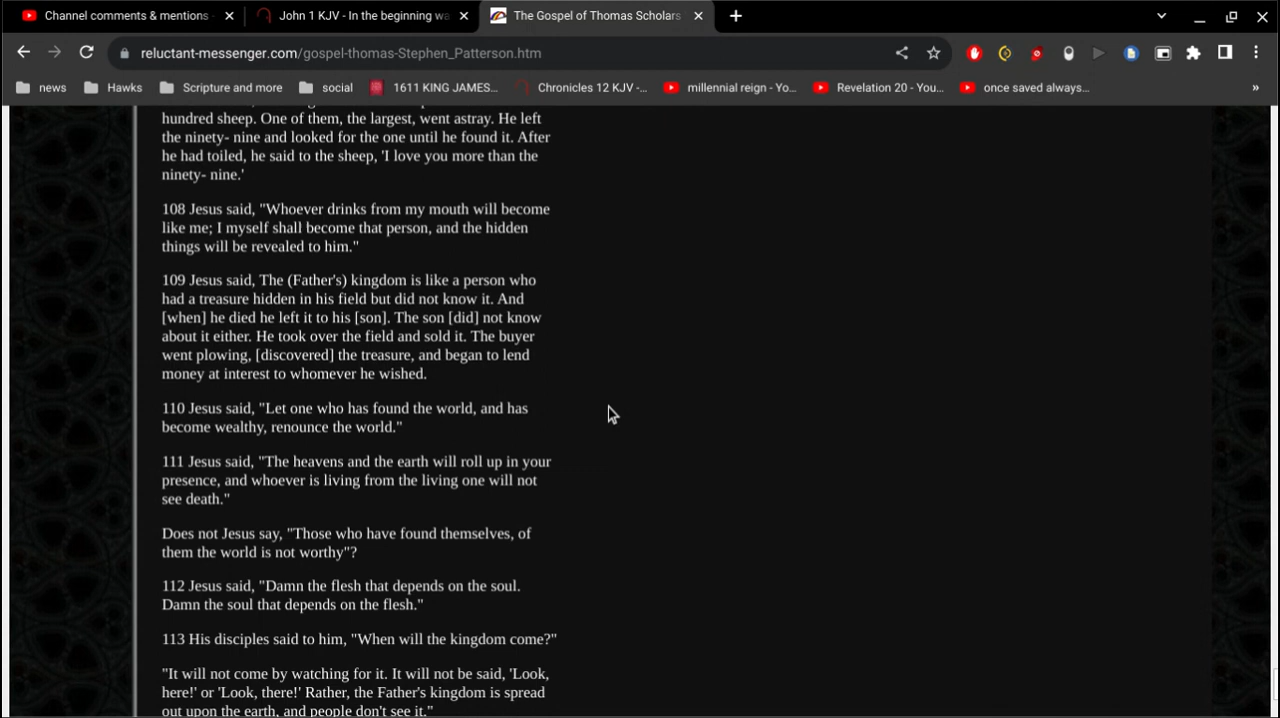 Channel comments & mentions -
John 1 KJV - In the beginning wa
The Gospel of Thomas Scholars
reluctant-messenger.com/gospel-thomas-Stephen_Patterson.htm
news
Hawks
Scripture and more
social
1611 KING JAMES...
Chronicles 12 KJV -...
millennial reign - Yo...
Revelation 20 - You...
once saved always...
»
hundred sheep. One of them, the largest, went astray. He left
the ninety- nine and looked for the one until he found it. After
he had toiled, he said to the sheep, 'I love you more than the
ninety- nine.'
108 Jesus said, "Whoever drinks from my mouth will become
like me; I myself shall become that person, and the hidden
things will be revealed to him."
109 Jesus said, The (Father's) kingdom is like a person who
had a treasure hidden in his field but did not know it. And
[when] he died he left it to his [son]. The son [did] not know
about it either. He took over the field and sold it. The buyer
went plowing, [discovered] the treasure, and began to lend
money at interest to whomever he wished.
110 Jesus said, "Let one who has found the world, and has
become wealthy, renounce the world."
111 Jesus said, "The heavens and the earth will roll up in your
presence, and whoever is living from the living one will not
see death."
Does not Jesus say, "Those who have found themselves, of
them the world is not worthy"?
112 Jesus said, "Damn the flesh that depends on the soul.
Damn the soul that depends on the flesh."
113 His disciples said to him, "When will the kingdom come?"
"It will not come by watching for it. It will not be said, 'Look,
here!' or 'Look, there!' Rather, the Father's kingdom is spread
out upon the earth, and people don't see it."